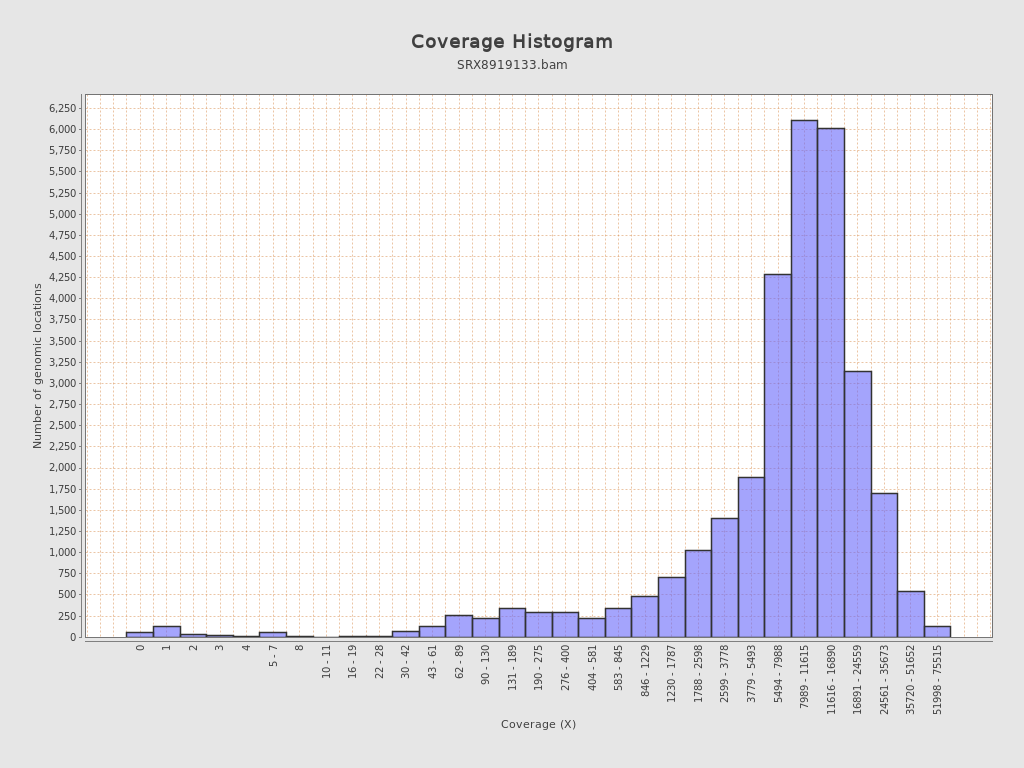 Coverage Histogram
SRX8919133.bam
Number of genomic locations
6,250
6,000
5,750
5,500
5,250
5,000
4,750
4,500
4,250
4,000
3,750
3,500
3,250
3,000
2,750
2,500
2,250
2,000
1,750
1,500
1,250
1,000
750
500
250
0
0
1
2
3
4
5 - 7
8
10 - 11
16 - 19
22 - 28
30 - 42
43 - 61
62 - 89
90 - 130
131 - 189
190 - 275
276 - 400
404 - 581
583 - 845
846 - 1229
1230 - 1787
1788 - 2598
2599 - 3778
3779 - 5493
5494 - 7988
7989 - 11615
11616 - 16890
16891 - 24559
24561 - 35673
35720 - 51652
51998 - 75515
Coverage (X)